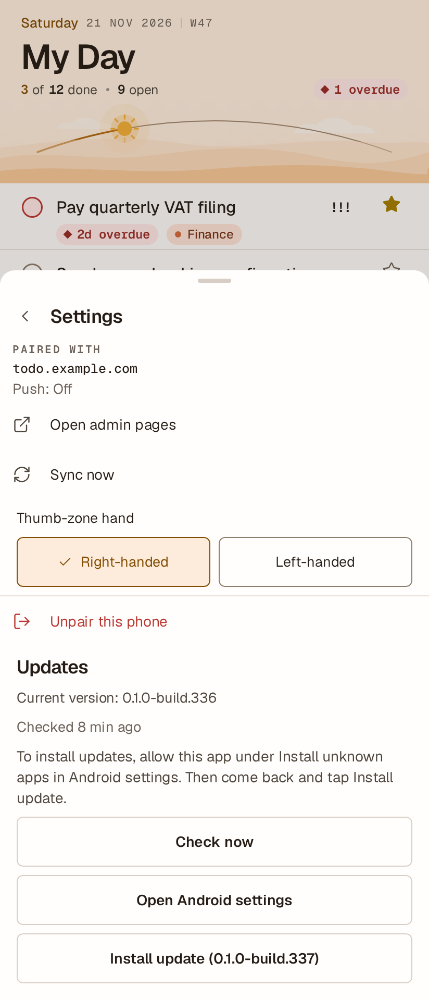 Saturday 21 NOV 2026 | W47
My Day
3 of 12 done • 9 open
1 overdue
Pay quarterly VAT filing !!!
2d overdue Finance
Settings
PAIRED WITH
todo.example.com
Push: Off
Open admin pages
Sync now
Thumb-zone hand
Right-handed Left-handed
Unpair this phone
Updates
Current version: 0.1.0-build.336
Checked 8 min ago
To install updates, allow this app under Install unknown
apps in Android settings. Then come back and tap Install
update.
Check now
Open Android settings
Install update (0.1.0-build.337)